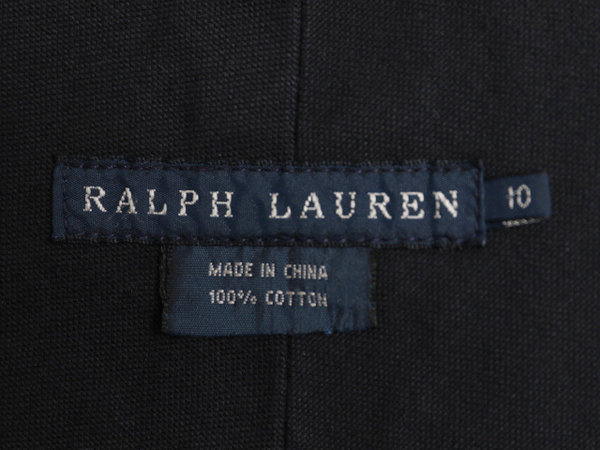 RALPH LAUREN
10
MADE IN CHINA
100% COTTON